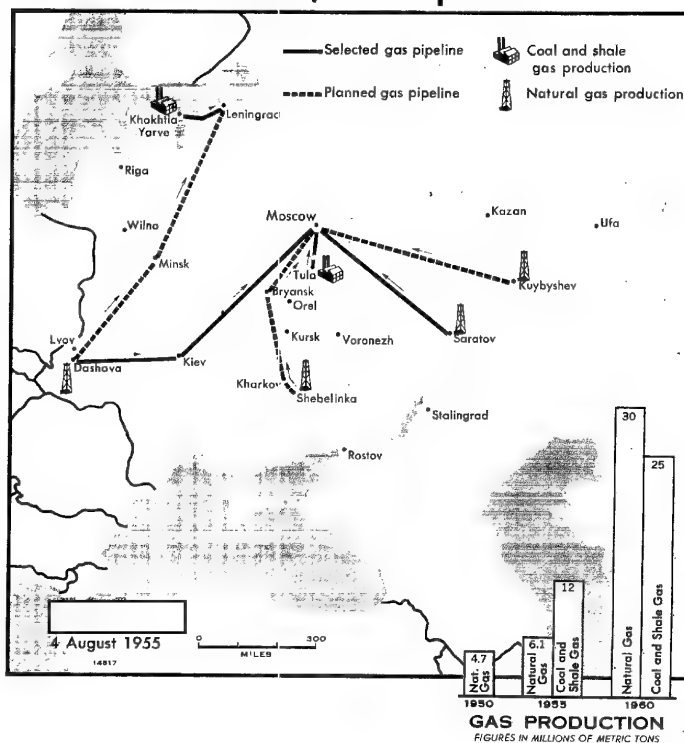 Selected gas pipeline
Coal and shale
gas production
Planned gas pipeline
Natural gas production
Khokhtla
Yarve
Leningrad
Riga
Wilno
Minsk
Moscow
Kazan
Ufa
Tula
Bryansk
Orel
Kuybyshev
Lvov
Dashava
Kiev
Kursk
Voronezh
Saratov
Kharkov
Shebelinka
Stalingrad
Rostov
4 August 1955
14817
0 300
MILES
4.7
Nat. Gas
1950
6.1
Natural Gas
12
Coal and Shale Gas
1955
30
Natural Gas
25
Coal and Shale Gas
1960
GAS PRODUCTION
FIGURES IN MILLIONS OF METRIC TONS